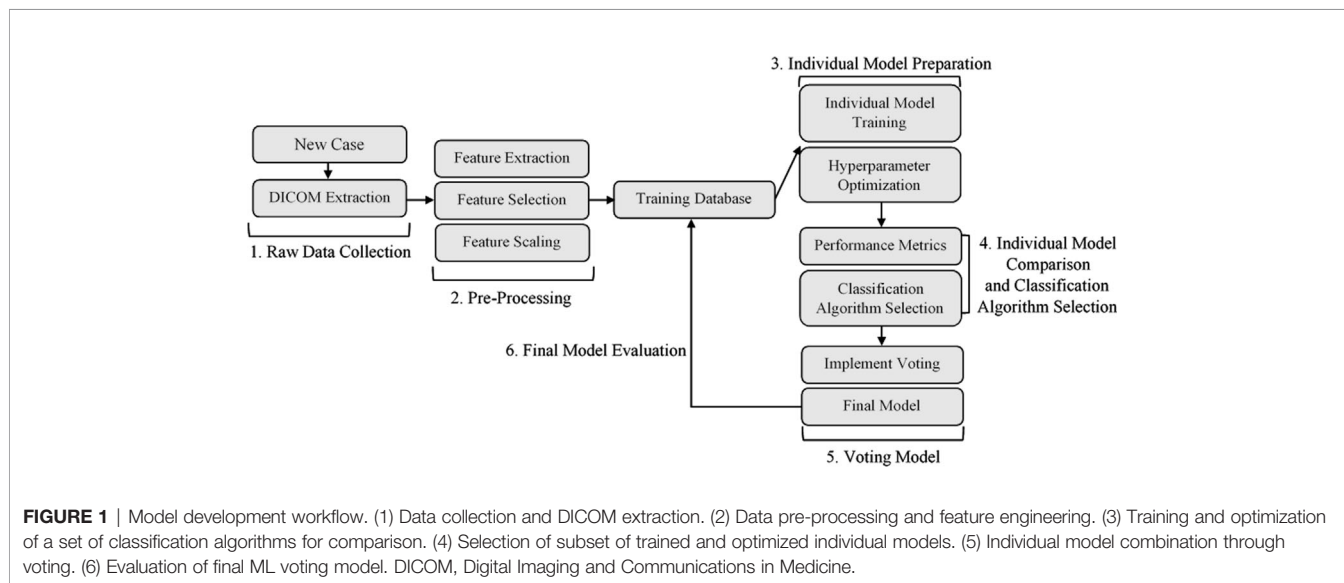 New Case
DICOM Extraction
1. Raw Data Collection
Feature Extraction
Feature Selection
Feature Scaling
2. Pre-Processing
Training Database
3. Individual Model Preparation
Individual Model
Training
Hyperparameter
Optimization
Performance Metrics
Classification
Algorithm Selection
4. Individual Model
Comparison
and Classification
Algorithm Selection
Implement Voting
Final Model
5. Voting Model
6. Final Model Evaluation
FIGURE 1 | Model development workflow. (1) Data collection and DICOM extraction. (2) Data pre-processing and feature engineering. (3) Training and optimization
of a set of classification algorithms for comparison. (4) Selection of subset of trained and optimized individual models. (5) Individual model combination through
voting. (6) Evaluation of final ML voting model. DICOM, Digital Imaging and Communications in Medicine.